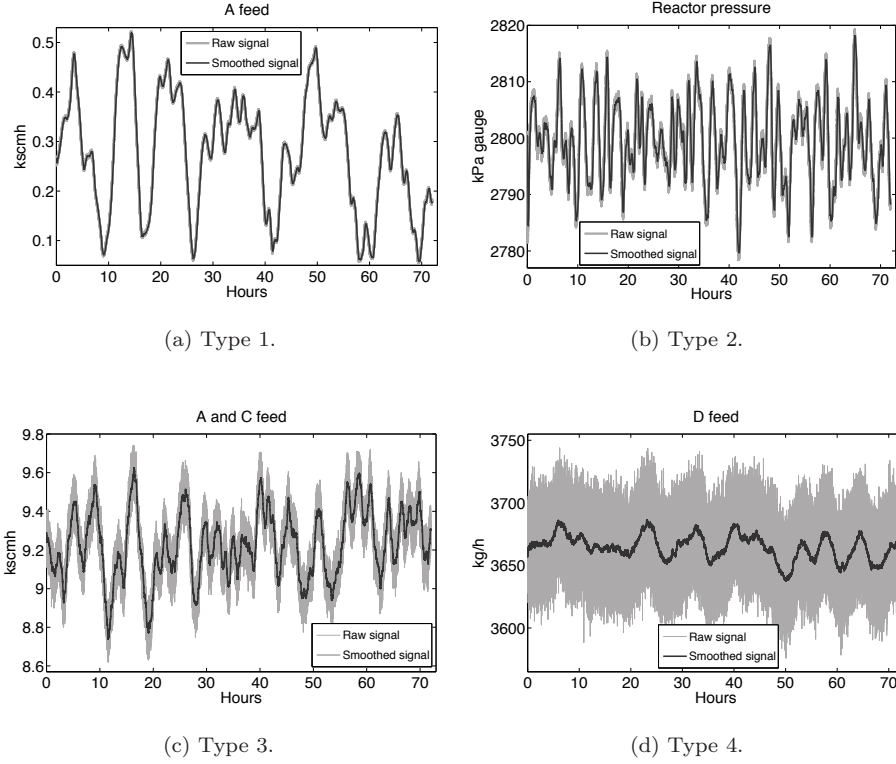 A feed
kscmh
0.5
0.4
0.3
0.2
0.1
0 10 20 30 40 50 60 70
Hours
Raw signal
Smoothed signal
(a) Type 1.
Reactor pressure
kPa gauge
2820
2810
2800
2790
2780
0 10 20 30 40 50 60 70
Hours
Raw signal
Smoothed signal
(b) Type 2.
A and C feed
kscmh
9.8
9.6
9.4
9.2
9
8.8
8.6
0 10 20 30 40 50 60 70
Hours
Raw signal
Smoothed signal
(c) Type 3.
D feed
kg/h
3750
3700
3650
3600
0 10 20 30 40 50 60 70
Hours
Raw signal
Smoothed signal
(d) Type 4.